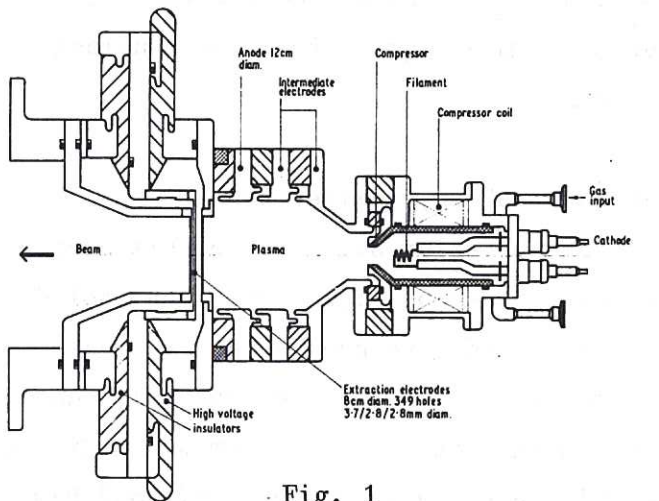 Anode 12cm
diam.
Intermediate
electrodes
Compressor
Filament
Compressor coil
Gas
input
Cathode
Beam
Plasma
Extraction electrodes
8cm diam. 349 holes
3·7/2·8/2·8mm diam.
High voltage
insulators
Fig. 1